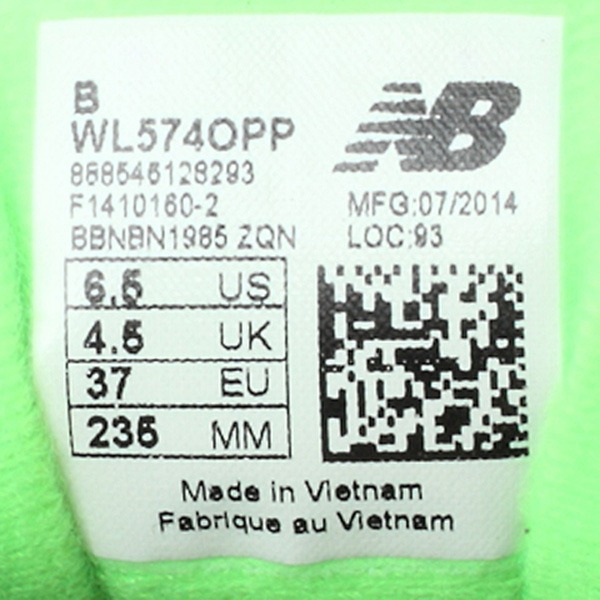 B
WL574OPP
NB
888546128293
F1410160-2
MFG:07/2014
BBNBN1985 ZQN
LOC:93
6.5 US
4.5 UK
37 EU
235 MM
Made in Vietnam
Fabrique au Vietnam